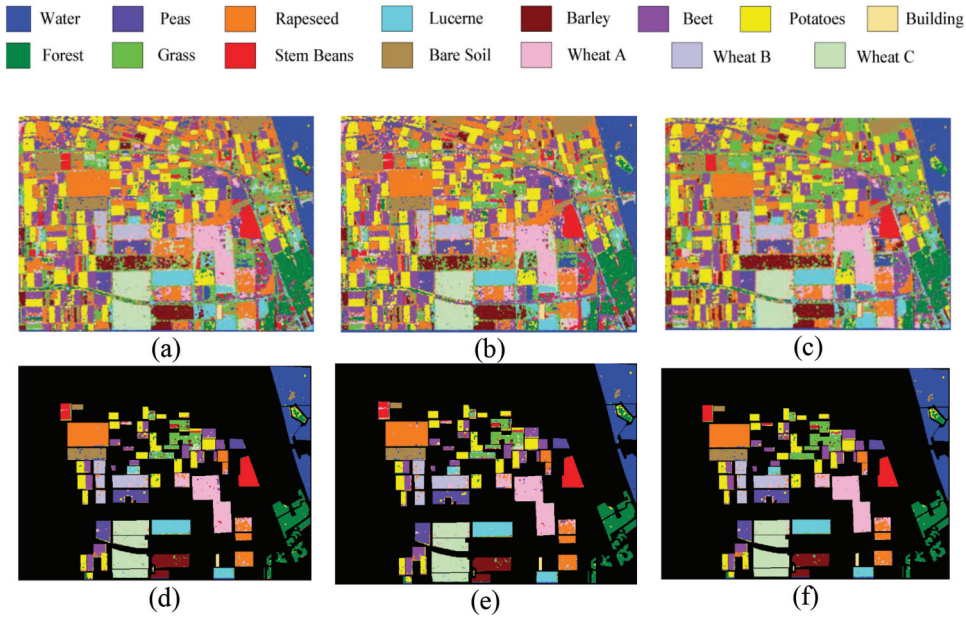 Water Peas Rapeseed Lucerne Barley Beet Potatoes Building
Forest Grass Stem Beans Bare Soil Wheat A Wheat B Wheat C
(a) (b) (c)
(d) (e) (f)